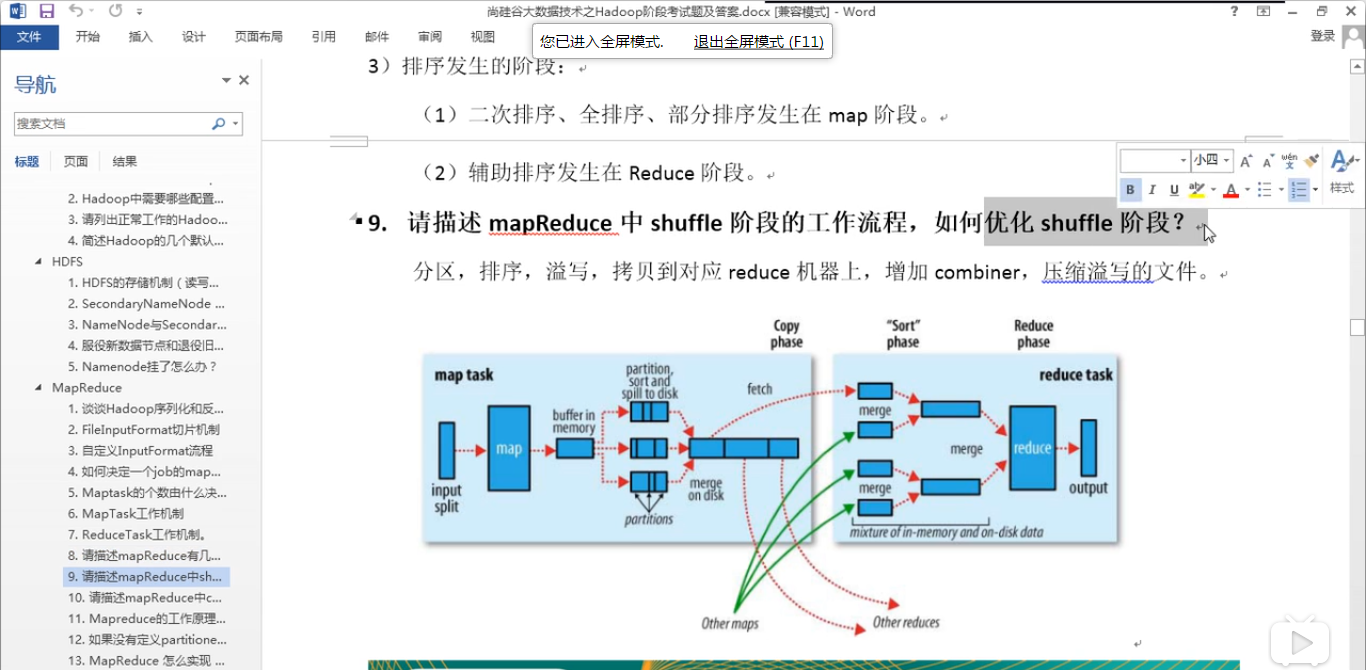 尚硅谷大数据技术之Hadoop阶段考试题及答案.docx [兼容模式] - Word
文件 开始 插入 设计 页面布局 引用 邮件 审阅 视图 登录
您已进入全屏模式. 退出全屏模式 (F11)
导航
搜索文档
标题 页面 结果
2. Hadoop中需要哪些配置...
3. 请列出正常工作的Hadoo...
4. 简述Hadoop的几个默认...
HDFS
1. HDFS的存储机制（读写...
2. SecondaryNameNode ...
3. NameNode与Secondar...
4. 服役新数据节点和退役旧...
5. Namenode挂了怎么办？
MapReduce
1. 谈谈Hadoop序列化和反...
2. FileInputFormat切片机制
3. 自定义InputFormat流程
4. 如何决定一个job的map...
5. Maptask的个数由什么决...
6. MapTask工作机制
7. ReduceTask工作机制。
8. 请描述mapReduce有几...
9. 请描述mapReduce中sh...
10. 请描述mapReduce中c...
11. Mapreduce的工作原理...
12. 如果没有定义partitione...
13. MapReduce 怎么实现 ...
3）排序发生的阶段：
（1）二次排序、全排序、部分排序发生在 map 阶段。
（2）辅助排序发生在 Reduce 阶段。
小四
wén
文
B I U
样式
9. 请描述 mapReduce 中 shuffle 阶段的工作流程，如何优化 shuffle 阶段？
分区，排序，溢写，拷贝到对应 reduce 机器上，增加 combiner，压缩溢写的文件。
Copy
phase
“Sort”
phase
Reduce
phase
map task
partition,
sort and
spill to disk
fetch
reduce task
buffer in
memory
merge
map
merge
reduce
input
split
merge
on disk
merge
output
partitions
mixture of in-memory and on-disk data
Other maps
Other reduces